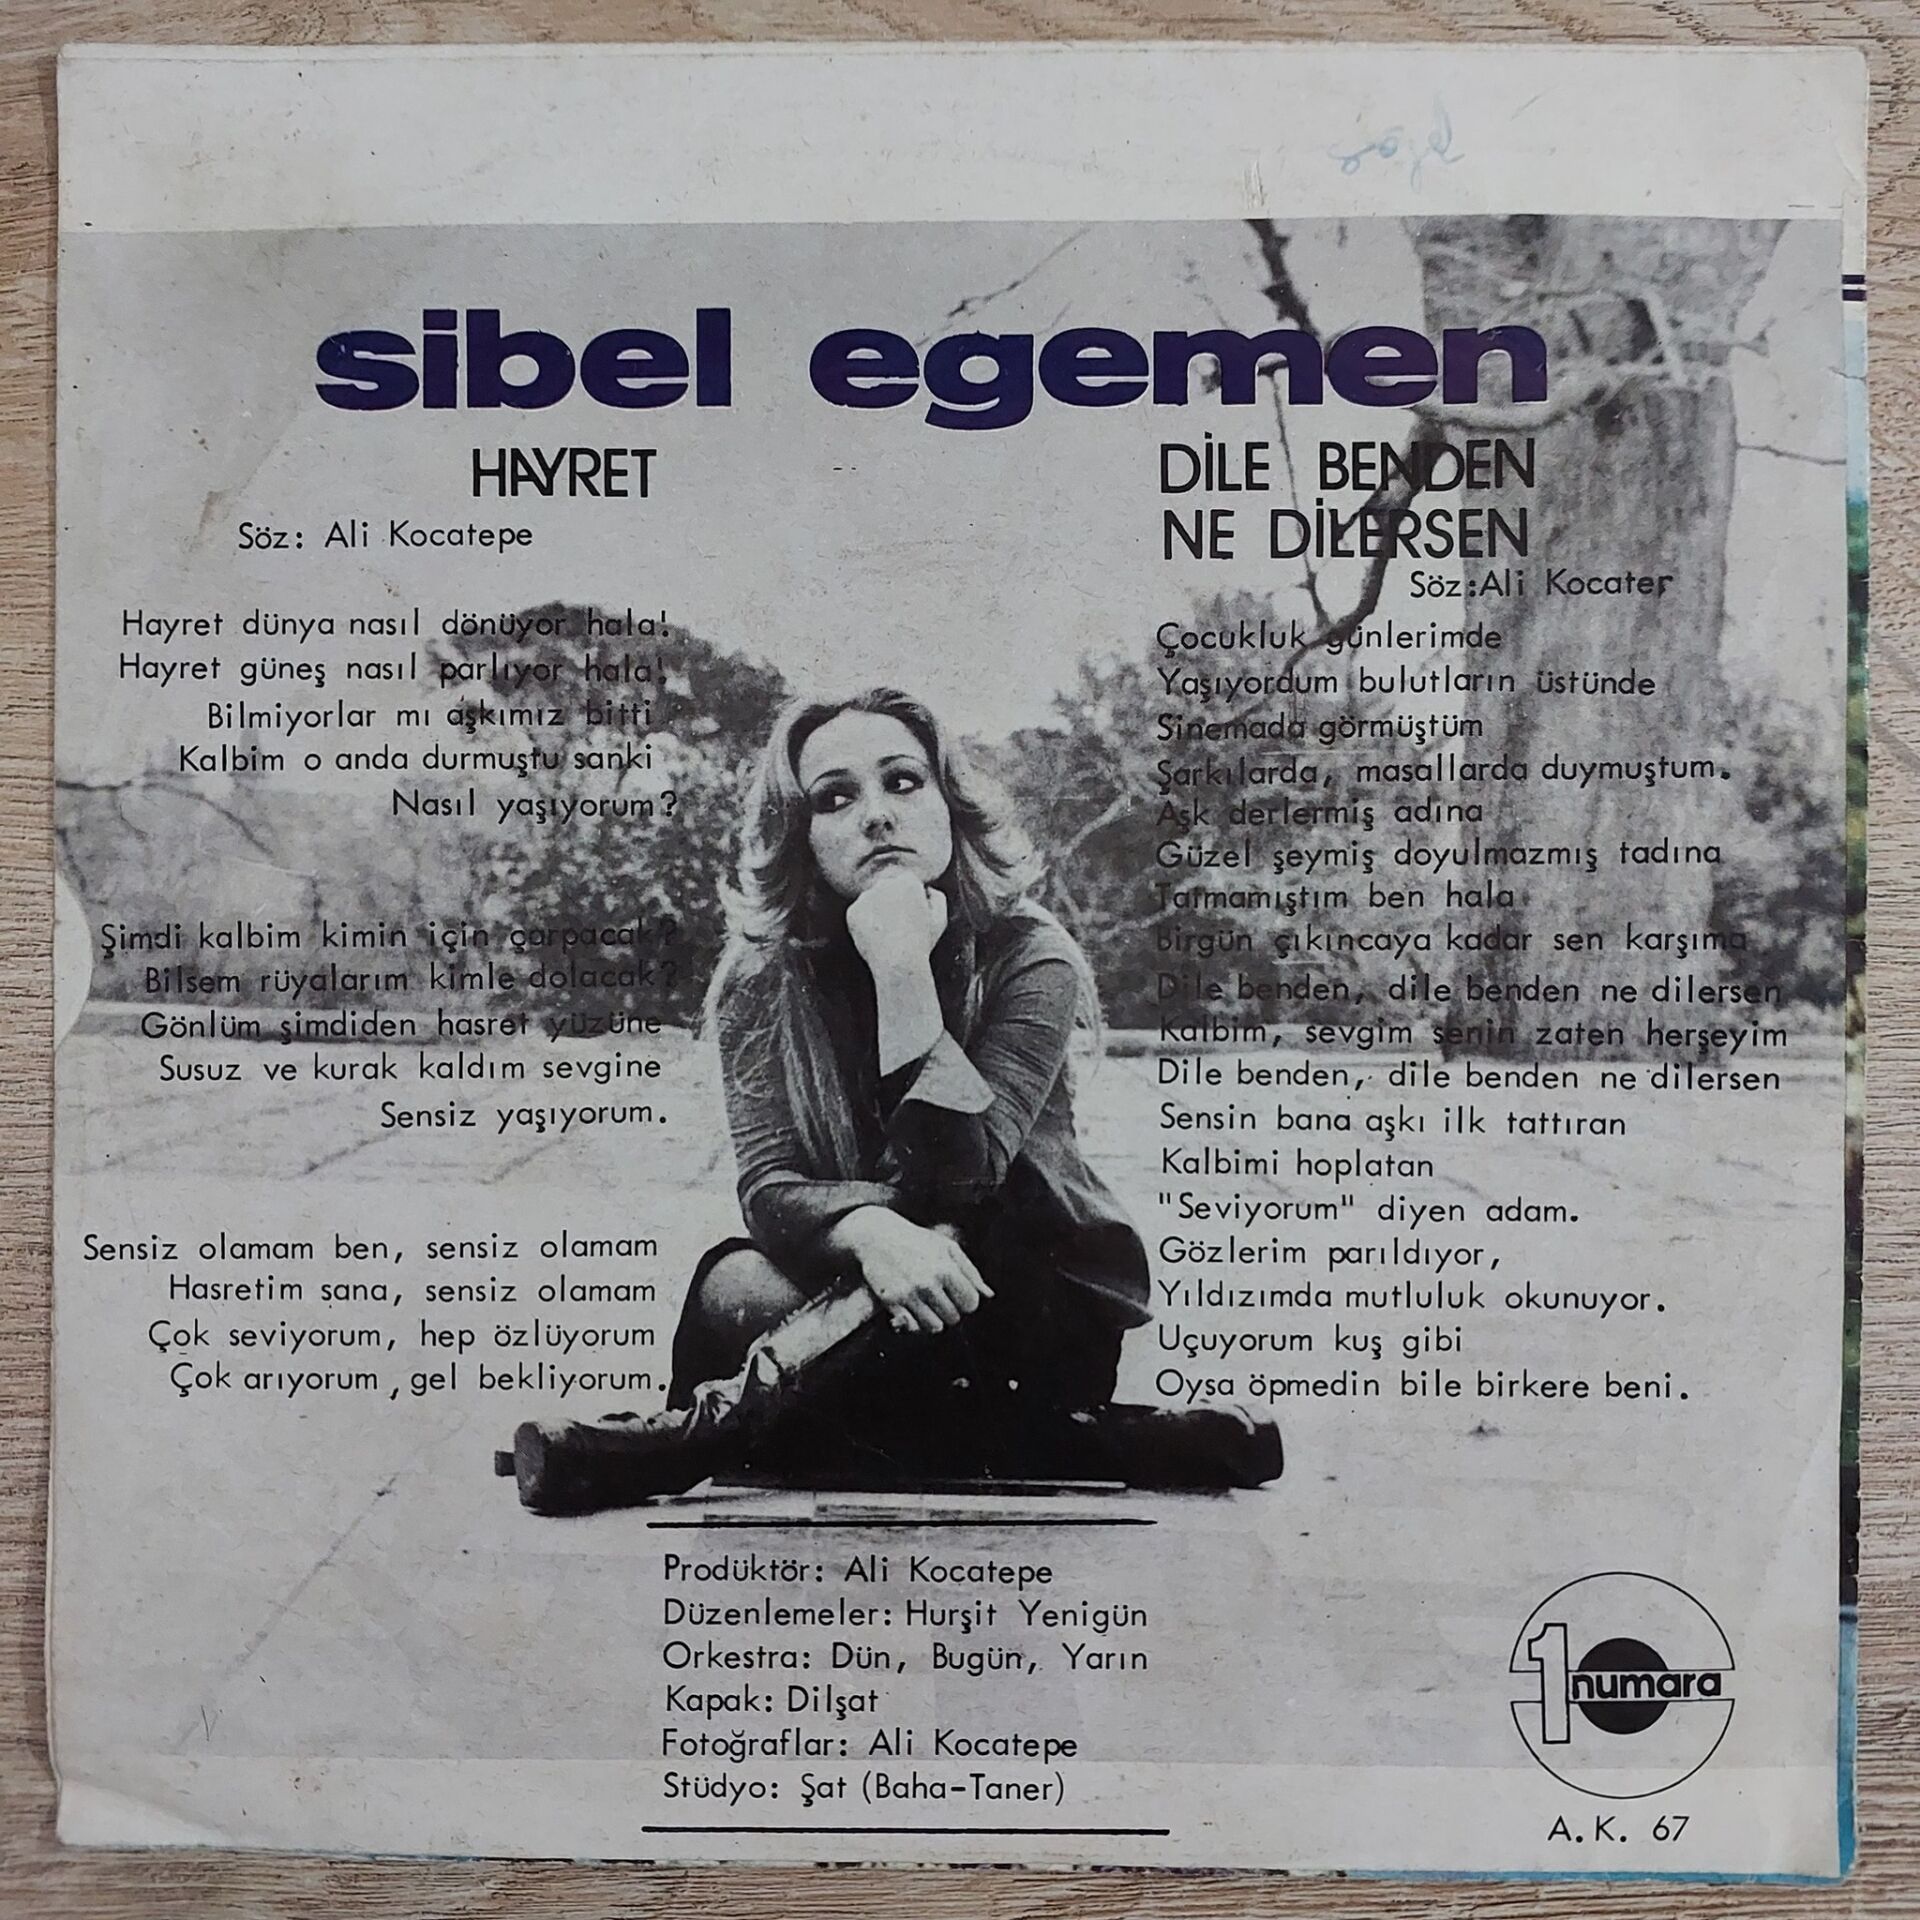 sibel egemen
HAYRET
Söz: Ali Kocatepe
Hayret dünya nasıl dönüyor hala!
Hayret güneş nasıl parlıyor hala!
Bilmiyorlar mı aşkımız bitti
Kalbim o anda durmuştu sanki
Nasıl yaşıyorum?
Şimdi kalbim kimin için çarpacak?
Bilsem rüyalarım kimle dolacak?
Gönlüm şimdiden hasret yüzüne
Susuz ve kurak kaldım sevgine
Sensiz yaşıyorum.
Sensiz olamam ben, sensiz olamam
Hasretim sana, sensiz olamam
Çok seviyorum, hep özlüyorum
Çok arıyorum, gel bekliyorum.
DİLE BENDEN
NE DİLERSEN
Söz:Ali Kocater
Çocukluk günlerimde
Yaşıyordum bulutların üstünde
Sinemada görmüştüm
Şarkılarda, masallarda duymuştum.
Aşk derlermiş adına
Güzel şeymiş doyulmazmış tadına
Tatmamıştım ben hala
Birgün çıkıncaya kadar sen karşıma
Dile benden, dile benden ne dilersen
Kalbim, sevgim senin zaten herşeyim
Dile benden, dile benden ne dilersen
Sensin bana aşkı ilk tattıran
Kalbimi hoplatan
"Seviyorum" diyen adam.
Gözlerim parıldıyor,
Yıldızımda mutluluk okunuyor.
Uçuyorum kuş gibi
Oysa öpmedin bile birkere beni.
Prodüktör: Ali Kocatepe
Düzenlemeler: Hurşit Yenigün
Orkestra: Dün, Bugün, Yarın
Kapak: Dilşat
Fotoğraflar: Ali Kocatepe
Stüdyo: Şat (Baha-Taner)
1 numara
A.K. 67